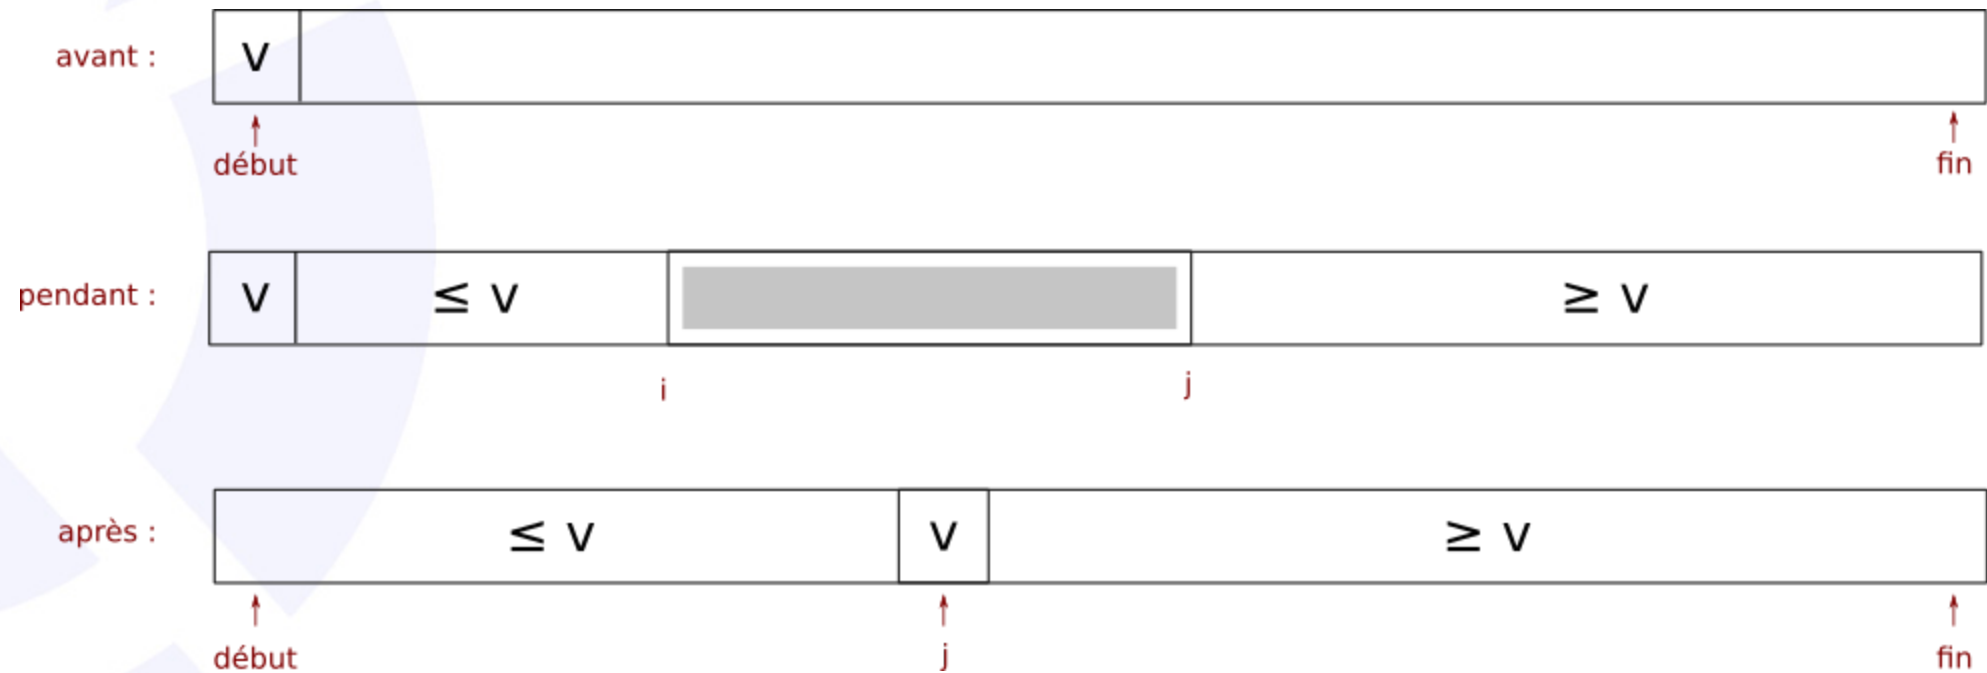 avant : v
début fin
pendant : v ≤ v ≥ v
i j
après : ≤ v v ≥ v
début j fin